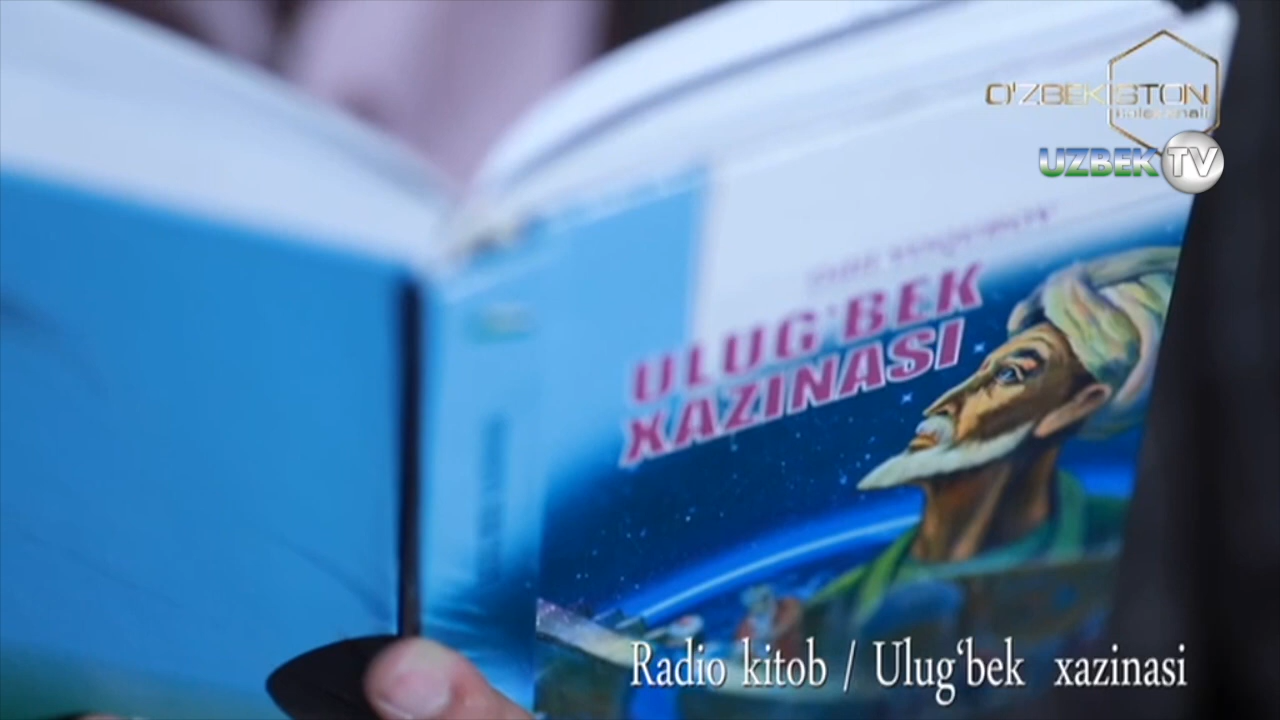 O'ZBEKISTON
UZBEK TV
ULUG'BEK
XAZINASI
Radio kitob / Ulug‘bek xazinasi